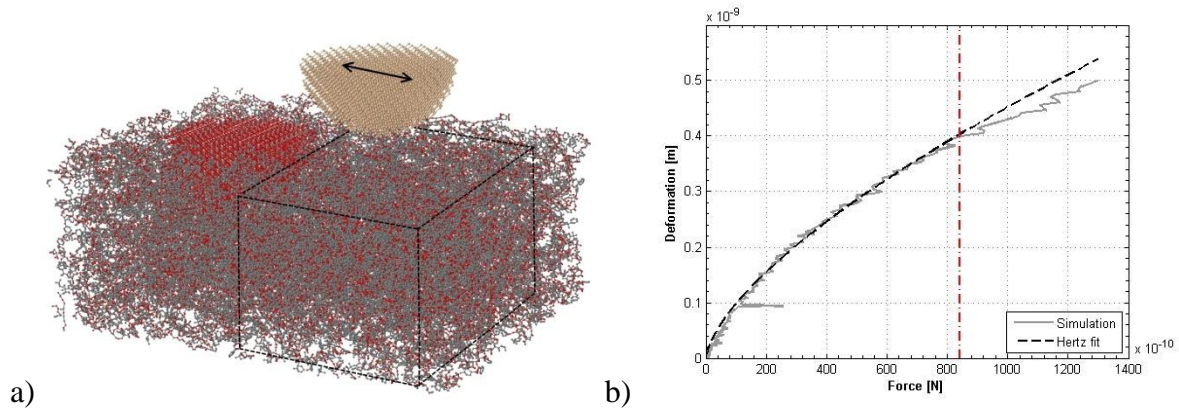 a)
b)
x 10-9
0.5
0.4
0.3
0.2
0.1
0
Deformation [m]
0 200 400 600 800 1000 1200 1400
x 10-10
Force [N]
Simulation
Hertz fit